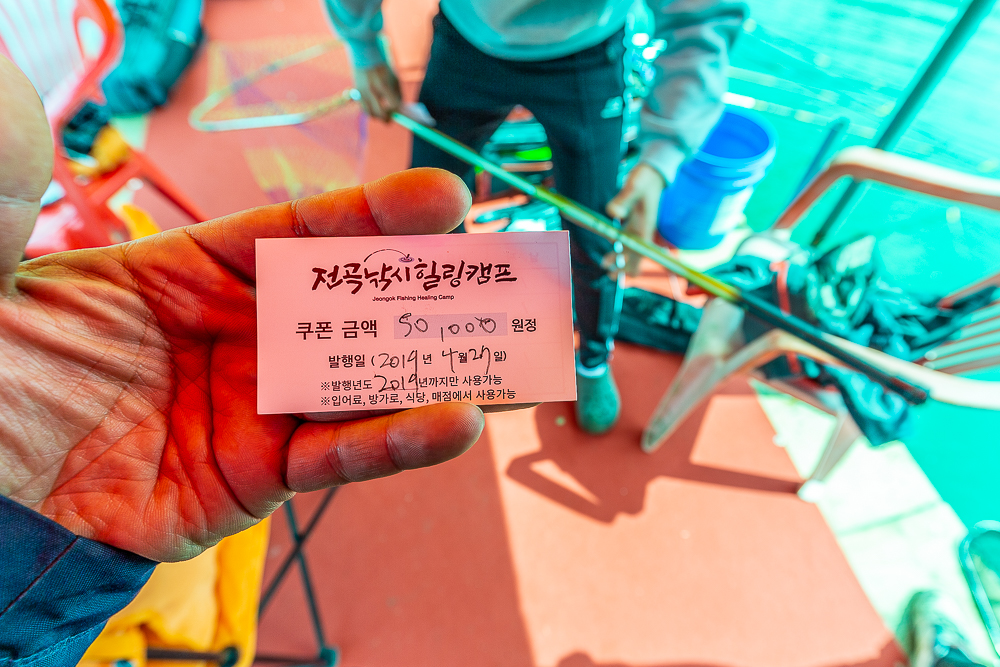 전곡낚시힐링캠프
Jeongok Fishing Healing Camp
쿠폰 금액 50,000 원정
발행일 (2019년 4월27일)
※발행년도 2019년까지만 사용가능
※입어료, 방가로, 식당, 매점에서 사용가능